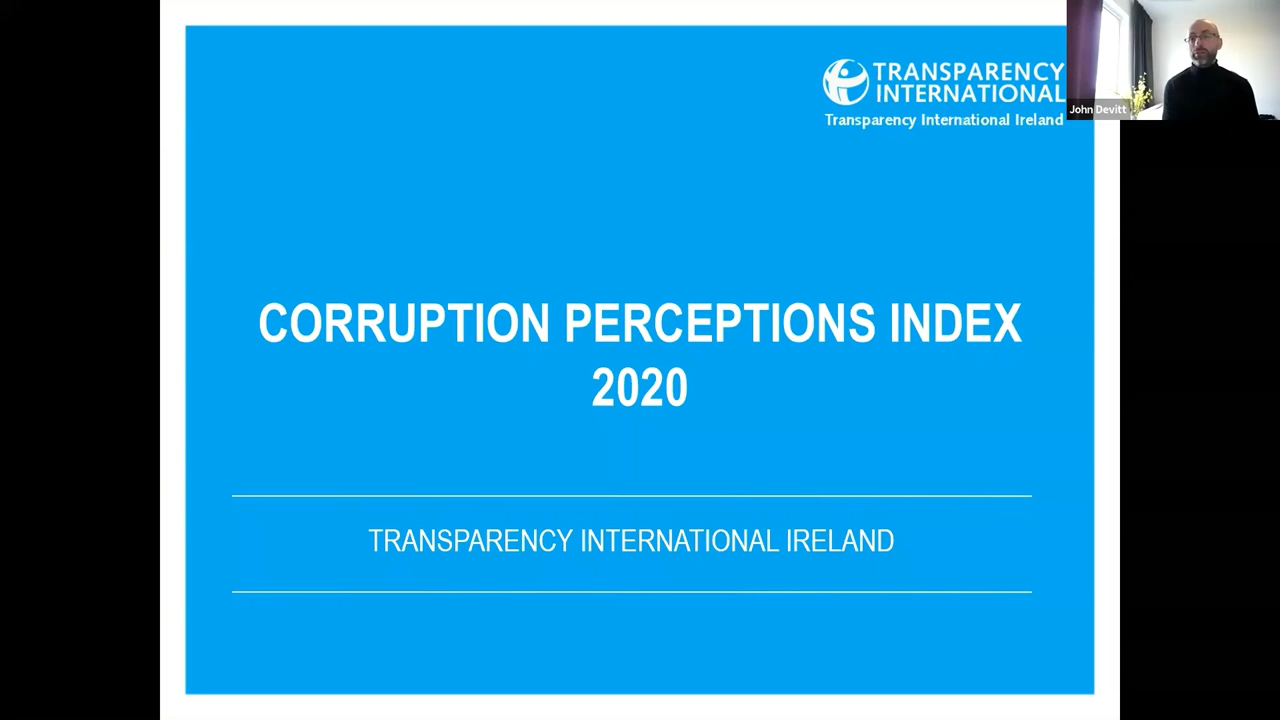 TRANSPARENCY
INTERNATIONAL
Transparency International Ireland
John Devitt
CORRUPTION PERCEPTIONS INDEX
2020
TRANSPARENCY INTERNATIONAL IRELAND